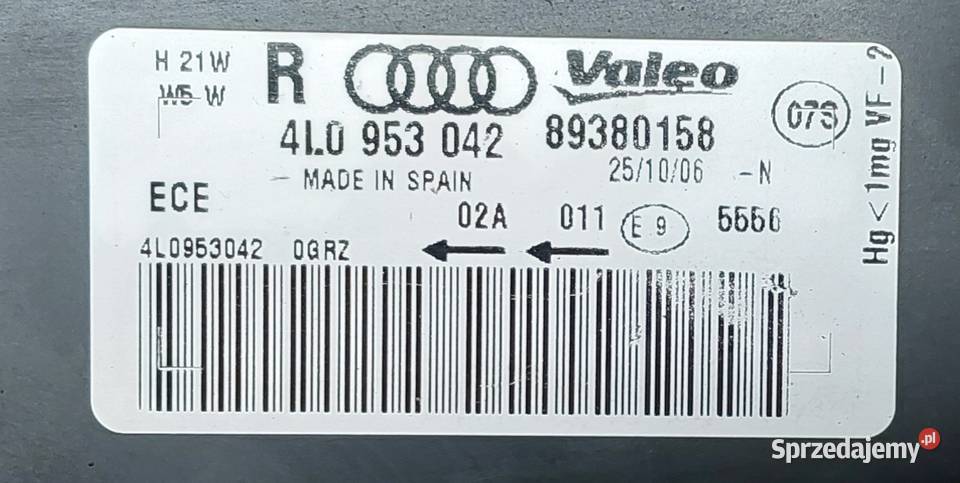 H 21W R Valeo
W5 W 073
4L0 953 042 89380158
MADE IN SPAIN 25/10/06 -N
ECE 02A 011 E 9 5556
4L0953042 0GRZ
Hg<1mg VF-2
Sprzedajemy.pl